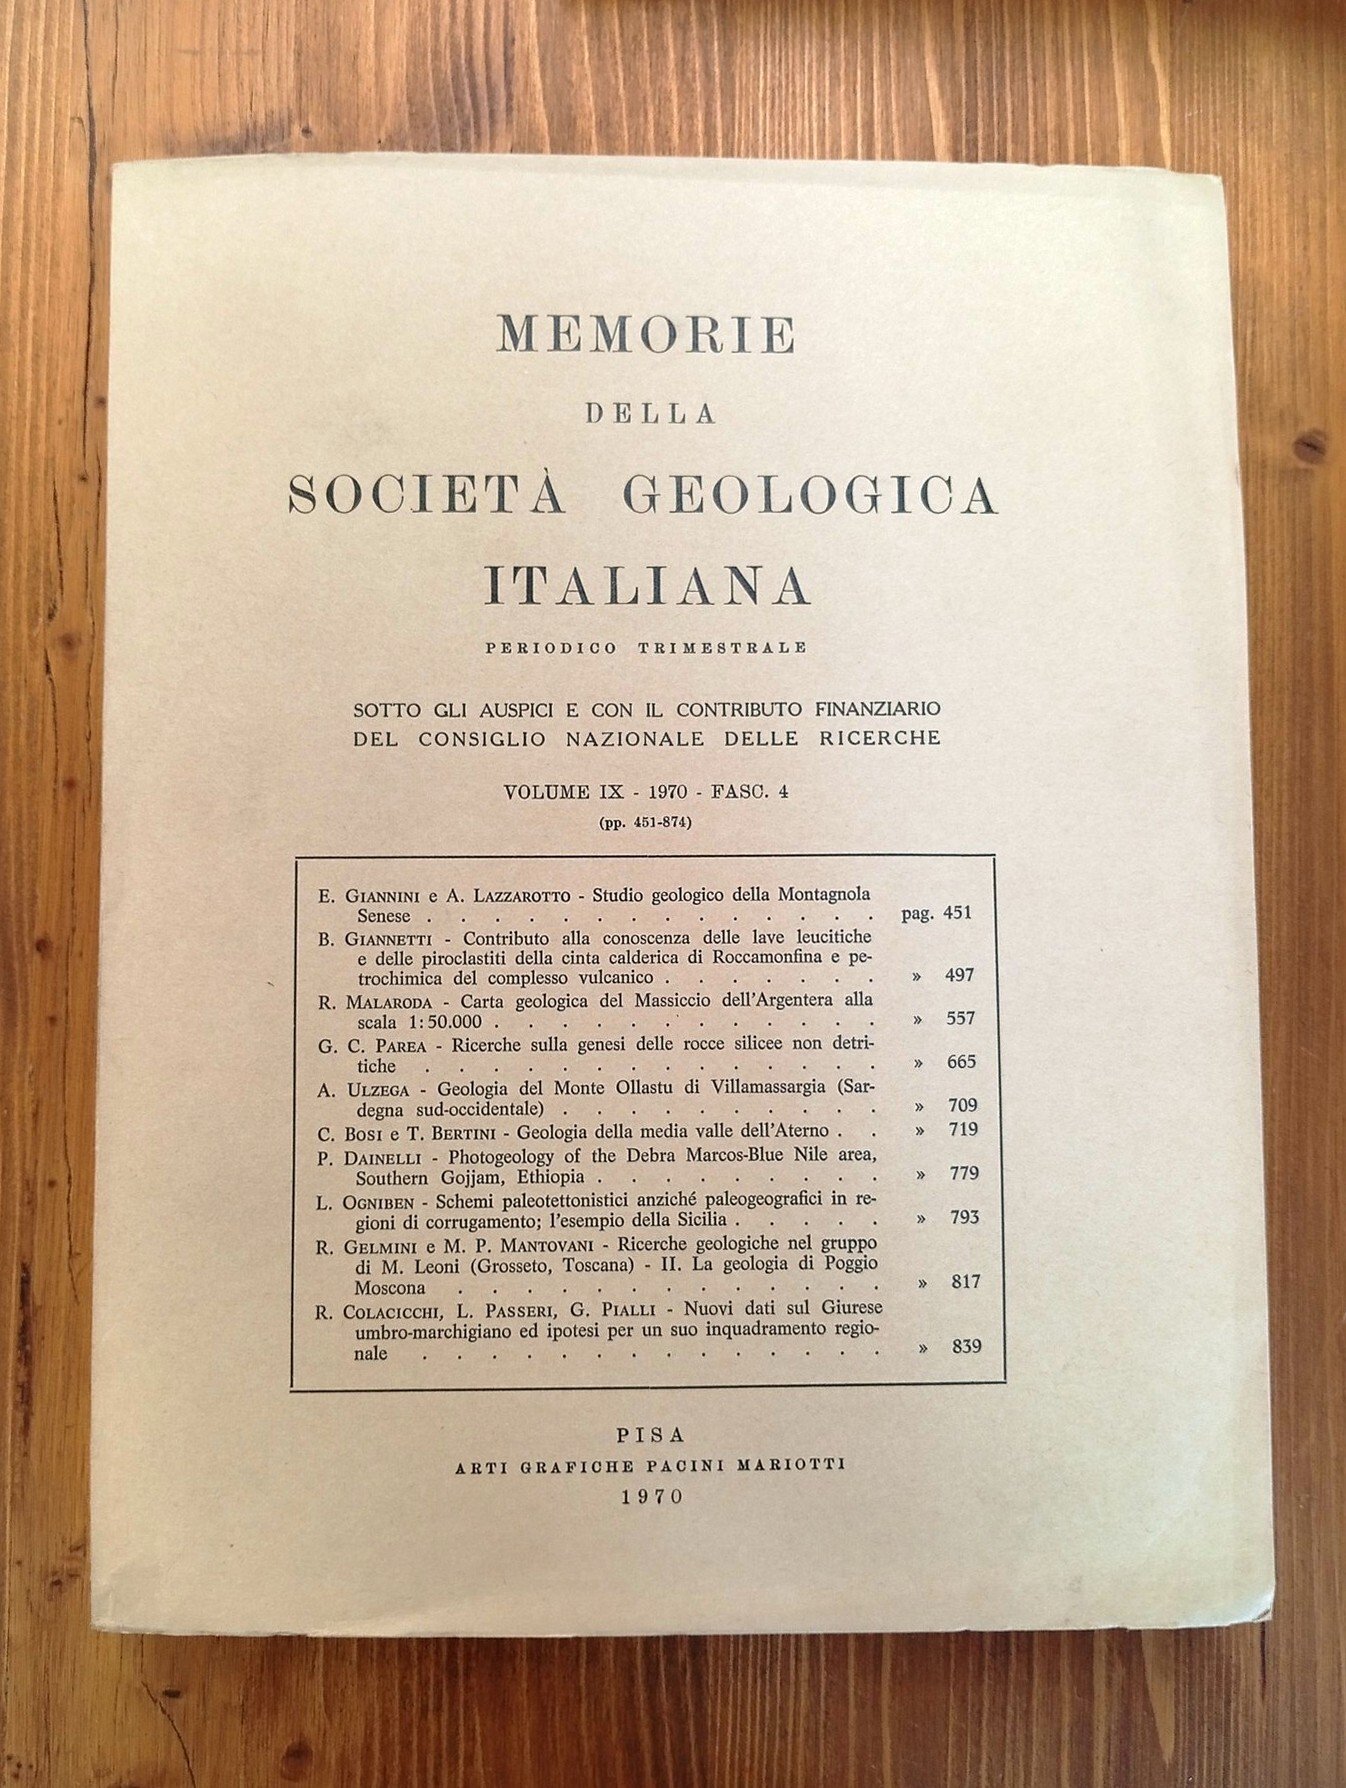 MEMORIE
DELLA
SOCIETÀ GEOLOGICA
ITALIANA
PERIODICO TRIMESTRALE
SOTTO GLI AUSPICI E CON IL CONTRIBUTO FINANZIARIO
DEL CONSIGLIO NAZIONALE DELLE RICERCHE
VOLUME IX - 1970 - FASC. 4
(pp. 451-874)
E. GIANNINI e A. LAZZAROTTO - Studio geologico della Montagnola
Senese . . . . . . . . . . . . . . pag. 451
B. GIANNETTI - Contributo alla conoscenza delle lave leucitiche
e delle piroclastiti della cinta calderica di Roccamonfina e pe-
trochimica del complesso vulcanico . . . . . . . » 497
R. MALARODA - Carta geologica del Massiccio dell'Argentera alla
scala 1:50.000 . . . . . . . . . . . . » 557
G. C. PAREA - Ricerche sulla genesi delle rocce silicee non detri-
tiche . . . . . . . . . . . . . . » 665
A. ULZEGA - Geologia del Monte Ollastu di Villamassargia (Sar-
degna sud-occidentale) . . . . . . . . . . » 709
C. BOSI e T. BERTINI - Geologia della media valle dell'Aterno . . » 719
P. DAINELLI - Photogeology of the Debra Marcos-Blue Nile area,
Southern Gojjam, Ethiopia . . . . . . . . . » 779
L. OGNIBEN - Schemi paleotettonistici anziché paleogeografici in re-
gioni di corrugamento; l'esempio della Sicilia . . . . . » 793
R. GELMINI e M. P. MANTOVANI - Ricerche geologiche nel gruppo
di M. Leoni (Grosseto, Toscana) - II. La geologia di Poggio
Moscona . . . . . . . . . . . . . » 817
R. COLACICCHI, L. PASSERI, G. PIALLI - Nuovi dati sul Giurese
umbro-marchigiano ed ipotesi per un suo inquadramento regio-
nale . . . . . . . . . . . . . . » 839
PISA
ARTI GRAFICHE PACINI MARIOTTI
1970